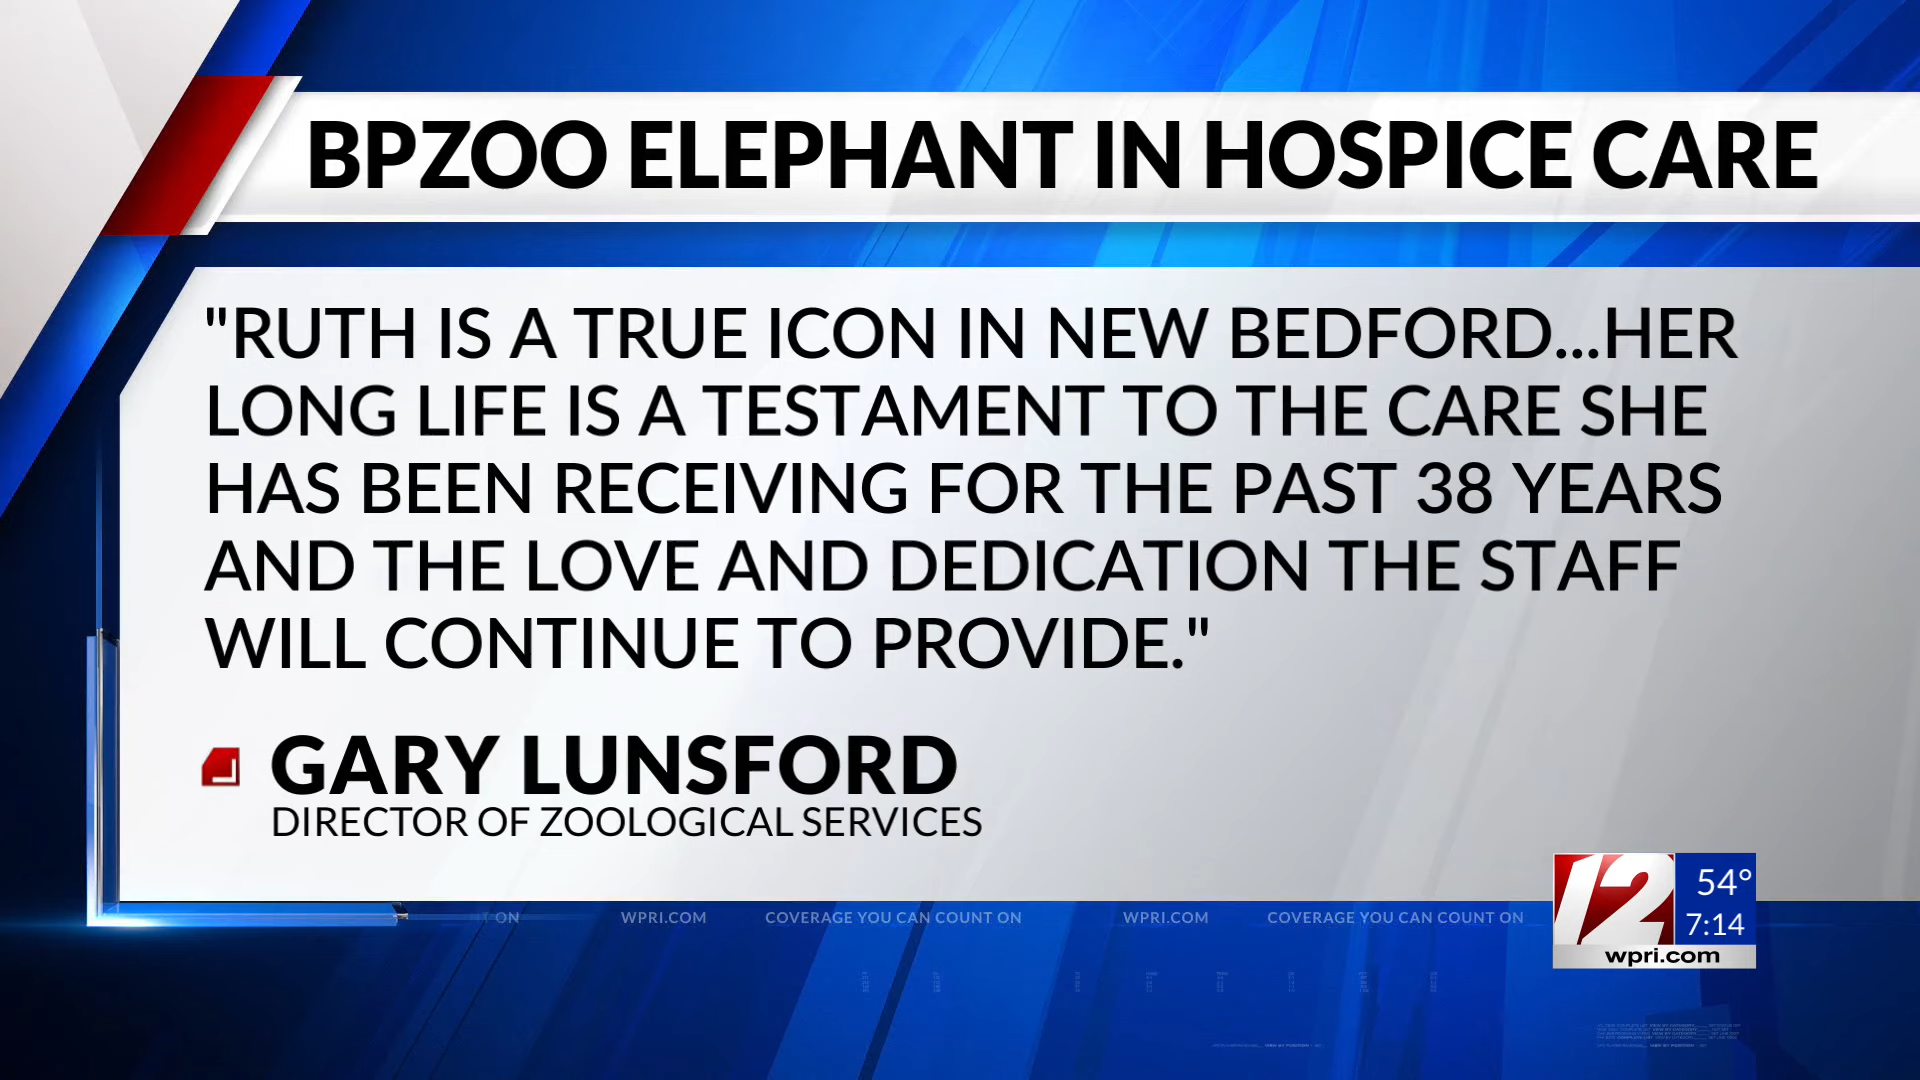 BPZOO ELEPHANT IN HOSPICE CARE
"RUTH IS A TRUE ICON IN NEW BEDFORD...HER
LONG LIFE IS A TESTAMENT TO THE CARE SHE
HAS BEEN RECEIVING FOR THE PAST 38 YEARS
AND THE LOVE AND DEDICATION THE STAFF
WILL CONTINUE TO PROVIDE."
GARY LUNSFORD
DIRECTOR OF ZOOLOGICAL SERVICES
12 54°
7:14
wpri.com
ON WPRI.COM COVERAGE YOU CAN COUNT ON WPRI.COM COVERAGE YOU CAN COUNT ON